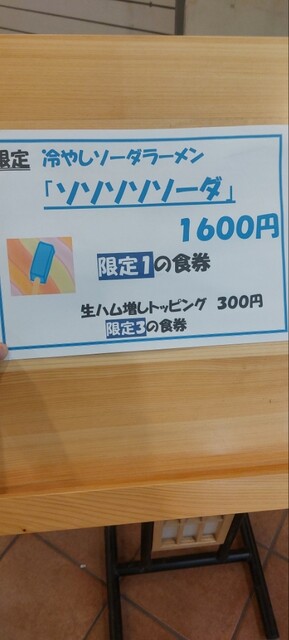 限定 冷やしソーダラーメン
「ソソソソソーダ」
1600円
限定1の食券
生ハム増しトッピング 300円
限定3の食券